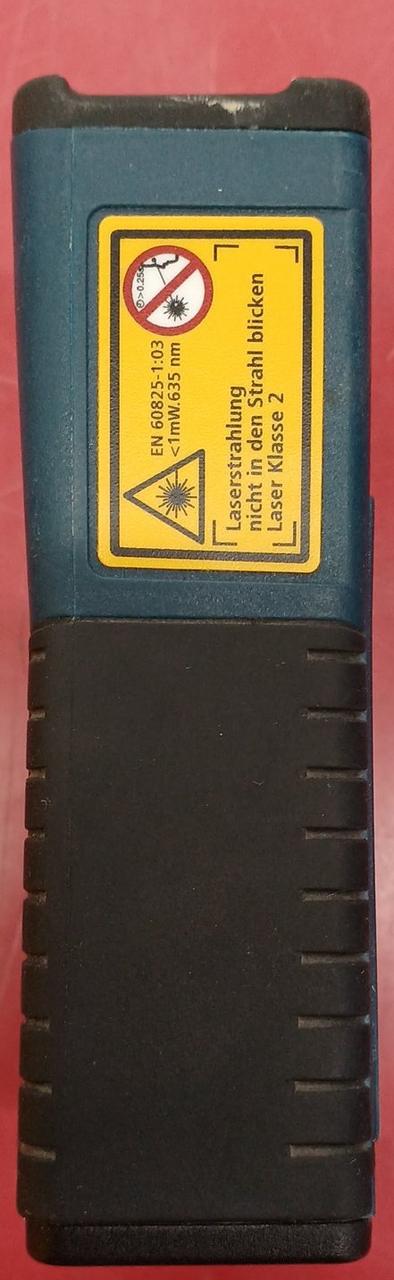 EN 60825-1:03
<1mW.635 nm
Laserstrahlung
nicht in den Strahl blicken
Laser Klasse 2